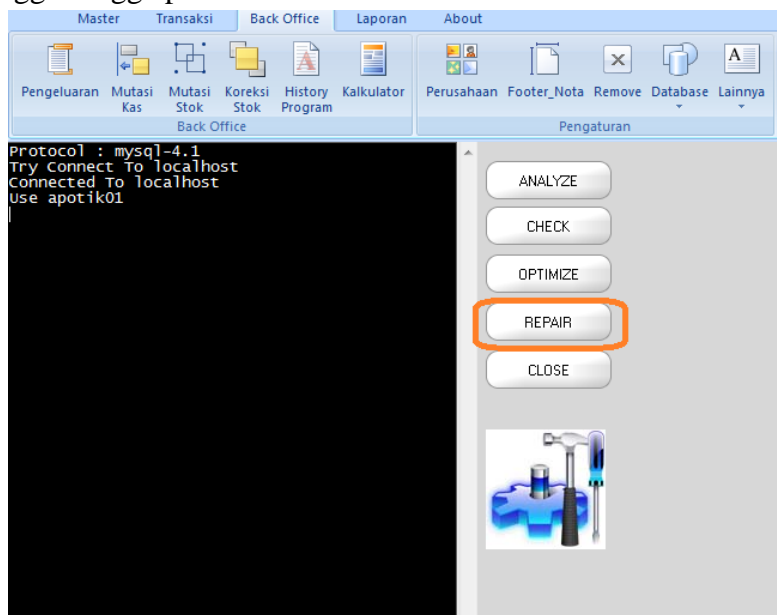 Master Transaksi Back Office Laporan About
Pengeluaran Mutasi Kas Mutasi Stok Koreksi Stok History Program Kalkulator
Back Office
Perusahaan Footer_Nota Remove Database Lainnya
Pengaturan
Protocol : mysql-4.1
Try Connect To localhost
Connected To localhost
Use apotik01
ANALYZE
CHECK
OPTIMIZE
REPAIR
CLOSE